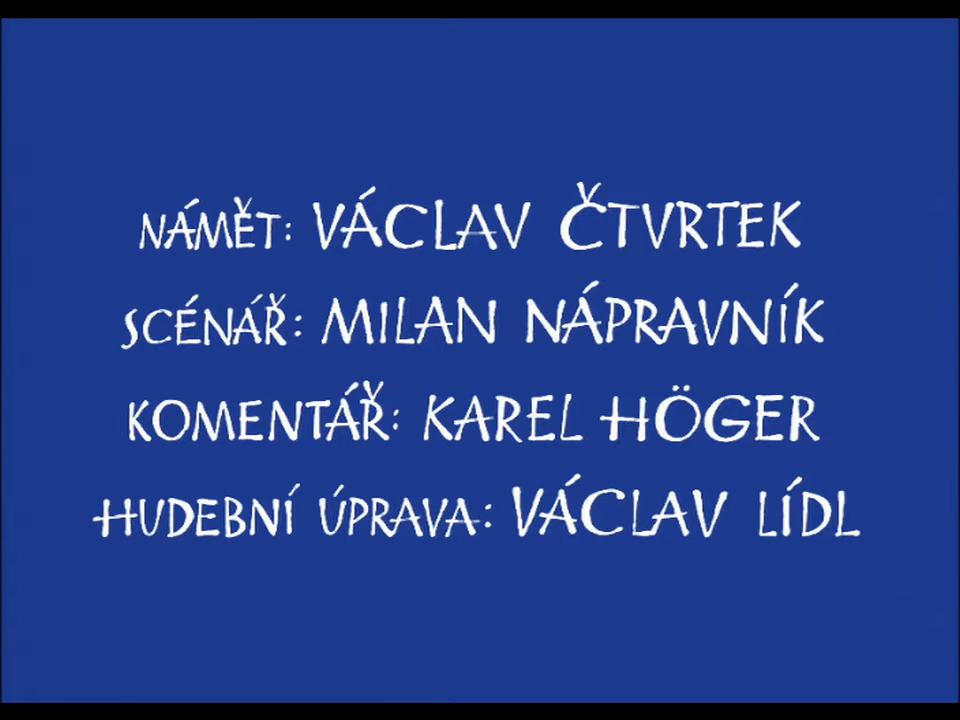 NÁMĚT: VÁCLAV ČTVRTEK
SCÉNÁŘ: MILAN NÁPRAVNÍK
KOMENTÁŘ: KAREL HÖGER
HUDEBNÍ ÚPRAVA: VÁCLAV LÍDL